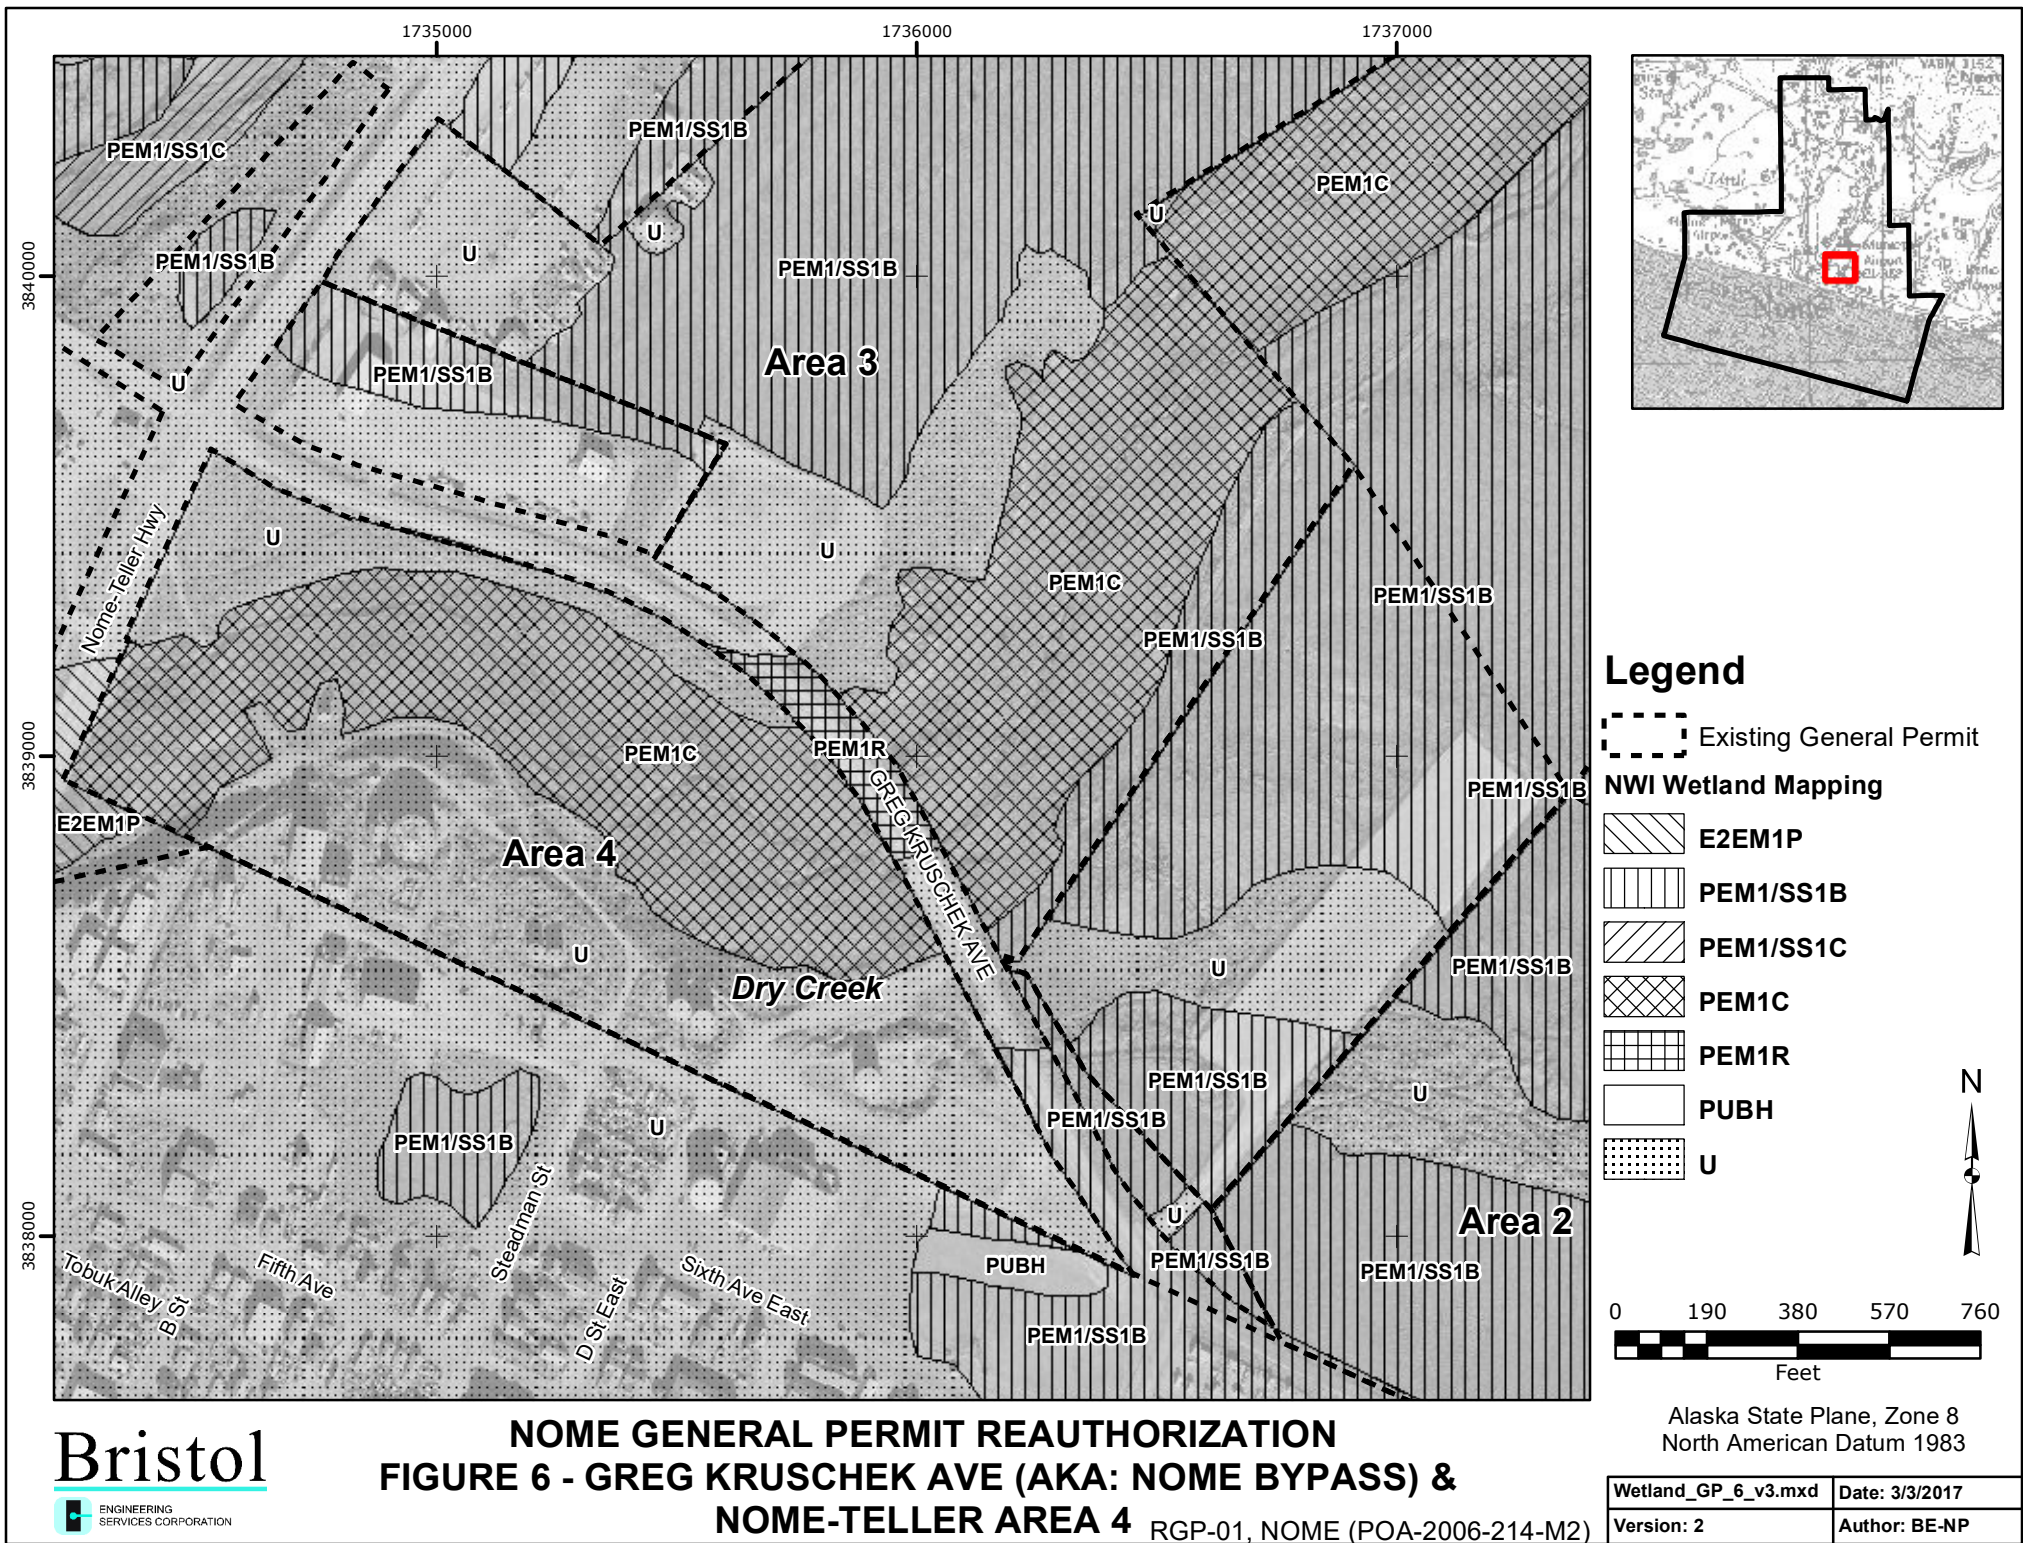 1735000
1736000
1737000
3840000
3839000
3838000
PEM1/SS1C
PEM1/SS1B
PEM1/SS1B
PEM1C
U
U
U
PEM1/SS1B
PEM1/SS1B
Area 3
PEM1/SS1B
U
Nome-Teller Hwy
U
U
PEM1C
PEM1/SS1B
PEM1/SS1B
PEM1C
PEM1R
GREG KRUSCHEK AVE
PEM1/SS1B
E2EM1P
Area 4
U
Dry Creek
U
PEM1/SS1B
PEM1/SS1B
U
PEM1/SS1B
PEM1/SS1B
U
PEM1/SS1B
Steadman St
U
Area 2
PEM1/SS1B
PEM1/SS1B
PUBH
PEM1/SS1B
Tobuk Alley
B St
Fifth Ave
D St East
Sixth Ave East
Legend
Existing General Permit
NWI Wetland Mapping
E2EM1P
PEM1/SS1B
PEM1/SS1C
PEM1C
PEM1R
PUBH
U
N
0 190 380 570 760
Feet
Alaska State Plane, Zone 8
North American Datum 1983
Bristol
ENGINEERING
SERVICES CORPORATION
NOME GENERAL PERMIT REAUTHORIZATION
FIGURE 6 - GREG KRUSCHEK AVE (AKA: NOME BYPASS) &
NOME-TELLER AREA 4
RGP-01, NOME (POA-2006-214-M2)
Wetland_GP_6_v3.mxd
Date: 3/3/2017
Version: 2
Author: BE-NP